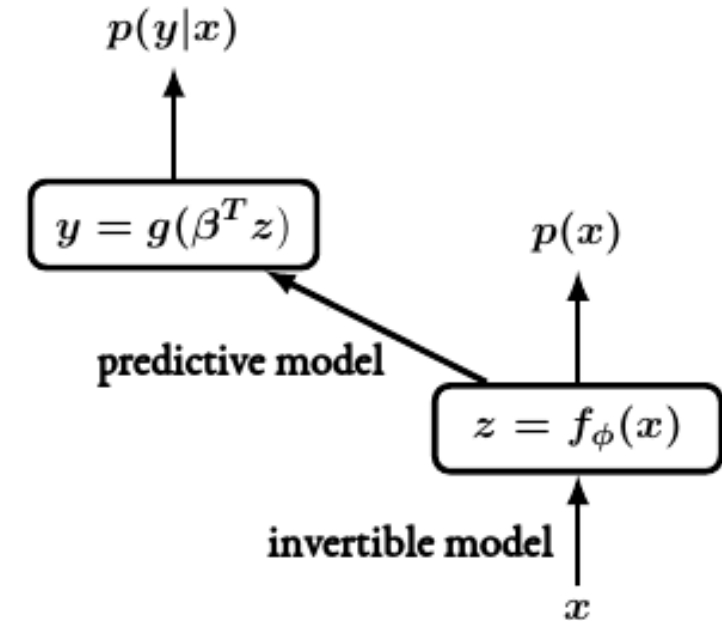 p(y|x)
y = g(β^T z)
p(x)
predictive model
z = f_ϕ(x)
invertible model
x